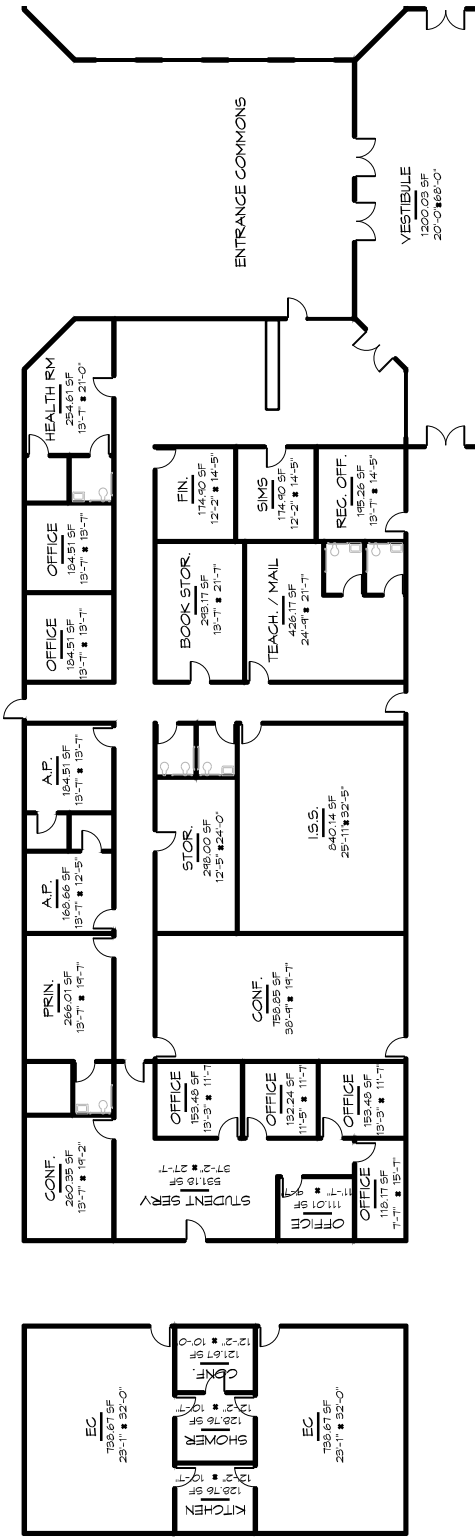 ENTRANCE COMMONS
VESTIBULE
1200.03 SF
20'-0" * 68'-0"
HEALTH RM
254.61 SF
13'-7" * 21'-0"
FIN.
174.90 SF
12'-2" * 14'-5"
SIMS
174.90 SF
12'-2" * 14'-5"
REC. OFF.
195.26 SF
13'-7" * 14'-5"
OFFICE
184.51 SF
13'-7" * 13'-7"
BOOK STOR.
293.17 SF
13'-7" * 21'-7"
TEACH. / MAIL
426.17 SF
24'-9" * 21'-7"
OFFICE
184.51 SF
13'-7" * 13'-7"
A.P.
184.51 SF
13'-7" * 13'-7"
STOR.
298.00 SF
12'-5" * 24'-0"
I.S.S.
840.14 SF
25'-11" * 32'-5"
A.P.
168.66 SF
13'-7" * 12'-5"
PRIN.
266.01 SF
13'-7" * 19'-7"
CONF.
758.85 SF
38'-9" * 19'-7"
OFFICE
153.48 SF
13'-3" * 11'-7"
OFFICE
132.24 SF
11'-5" * 11'-7"
OFFICE
153.48 SF
13'-3" * 11'-7"
CONF.
260.35 SF
13'-7" * 19'-2"
STUDENT SERV
531.18 SF
37'-2" * 27'-7"
OFFICE
111.01 SF
11'-7" * 9'-7"
OFFICE
118.17 SF
7'-7" * 15'-7"
EC
738.67 SF
23'-1" * 32'-0"
CONF.
121.67 SF
12'-2" * 10'-0"
SHOWER
128.76 SF
12'-2" * 10'-7"
KITCHEN
128.76 SF
12'-2" * 10'-7"
EC
738.67 SF
23'-1" * 32'-0"